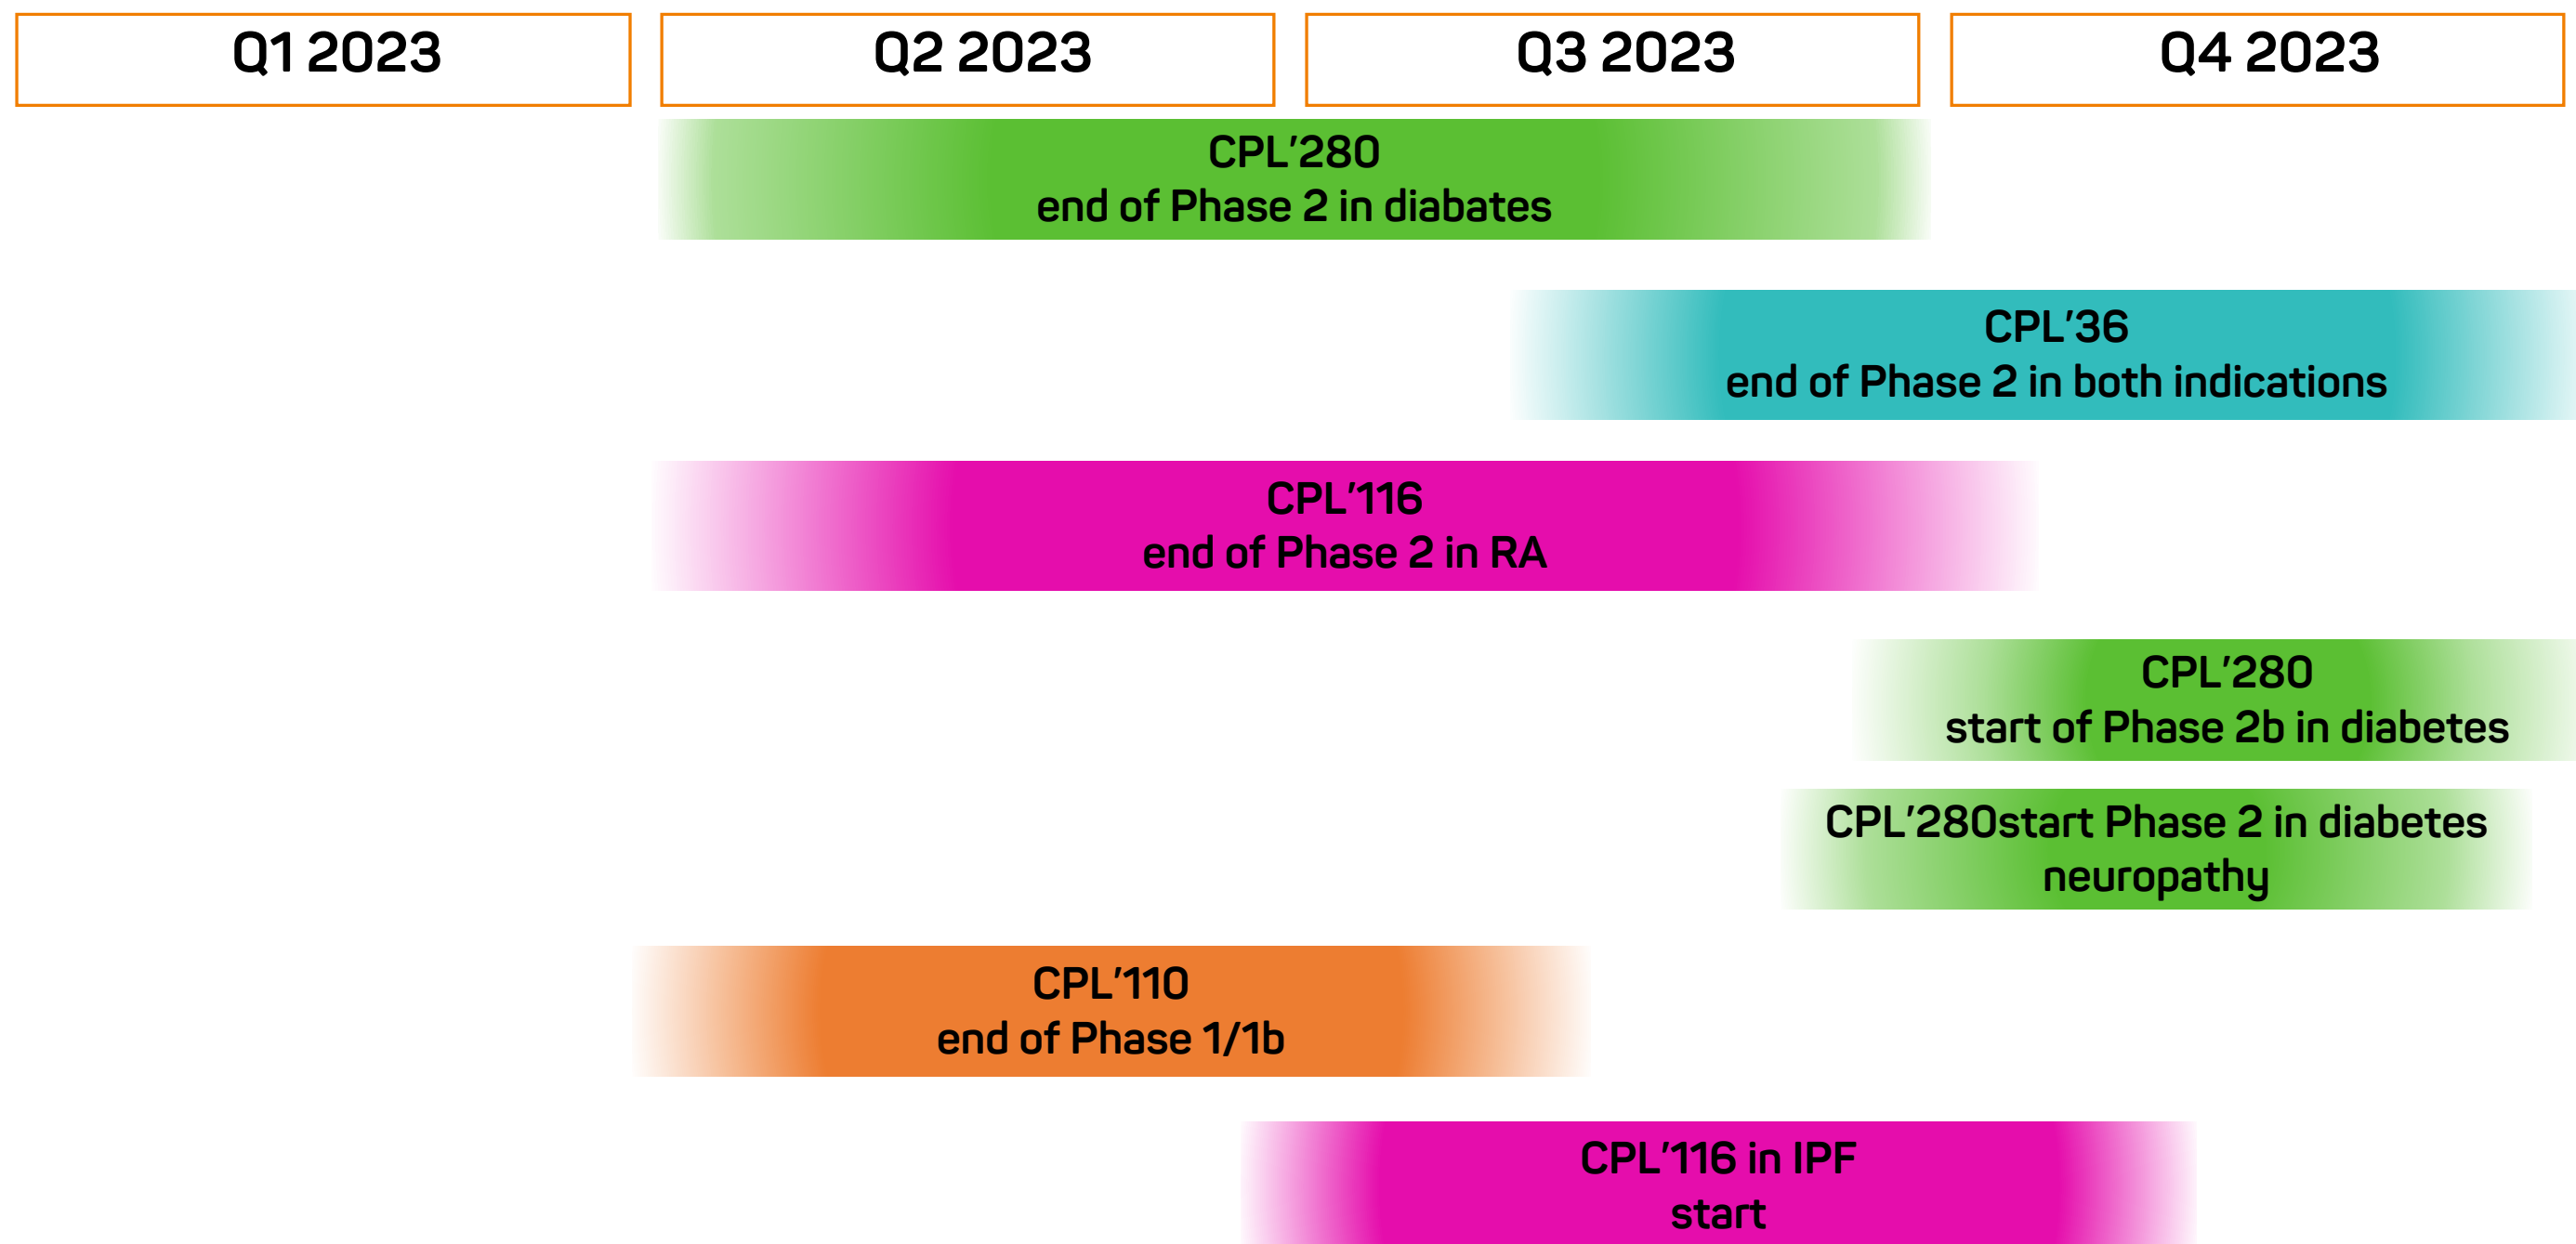 Q1 2023
Q2 2023
Q3 2023
Q4 2023
CPL'280
end of Phase 2 in diabates
CPL'36
end of Phase 2 in both indications
CPL'116
end of Phase 2 in RA
CPL'280
start of Phase 2b in diabetes
CPL'280start Phase 2 in diabetes
neuropathy
CPL'110
end of Phase 1/1b
CPL'116 in IPF
start